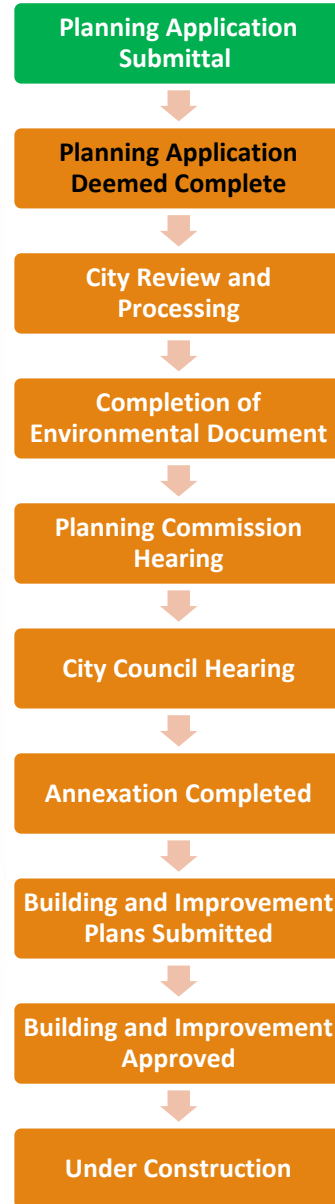 Planning Application
Submittal
Planning Application
Deemed Complete
City Review and
Processing
Completion of
Environmental Document
Planning Commission
Hearing
City Council Hearing
Annexation Completed
Building and Improvement
Plans Submitted
Building and Improvement
Approved
Under Construction